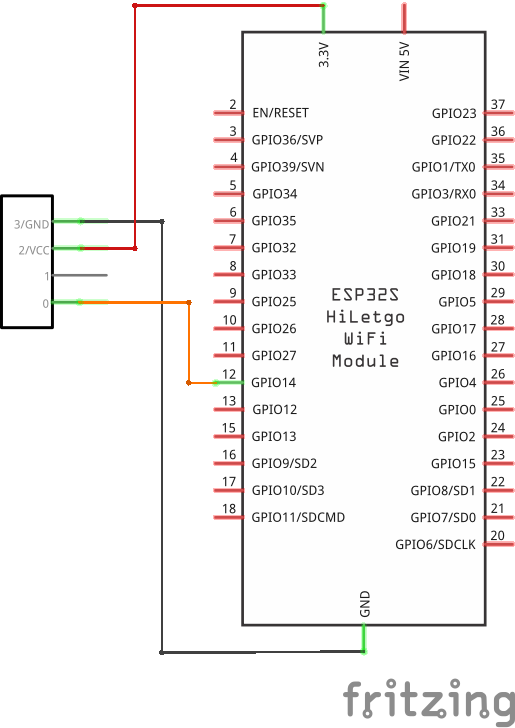 3.3V
VIN 5V
2 EN/RESET
3 GPIO36/SVP
4 GPIO39/SVN
5 GPIO34
6 GPIO35
7 GPIO32
8 GPIO33
9 GPIO25
10 GPIO26
11 GPIO27
12 GPIO14
13 GPIO12
15 GPIO13
16 GPIO9/SD2
17 GPIO10/SD3
18 GPIO11/SDCMD
GPIO23 37
GPIO22 36
GPIO1/TX0 35
GPIO3/RX0 34
GPIO21 33
GPIO19 31
GPIO18 30
GPIO5 29
GPIO17 28
GPIO16 27
GPIO4 26
GPIO0 25
GPIO2 24
GPIO15 23
GPIO8/SD1 22
GPIO7/SD0 21
GPIO6/SDCLK 20
3/GND
2/VCC
1
0
ESP32S
HiLetgo
WiFi
Module
GND
fritzing